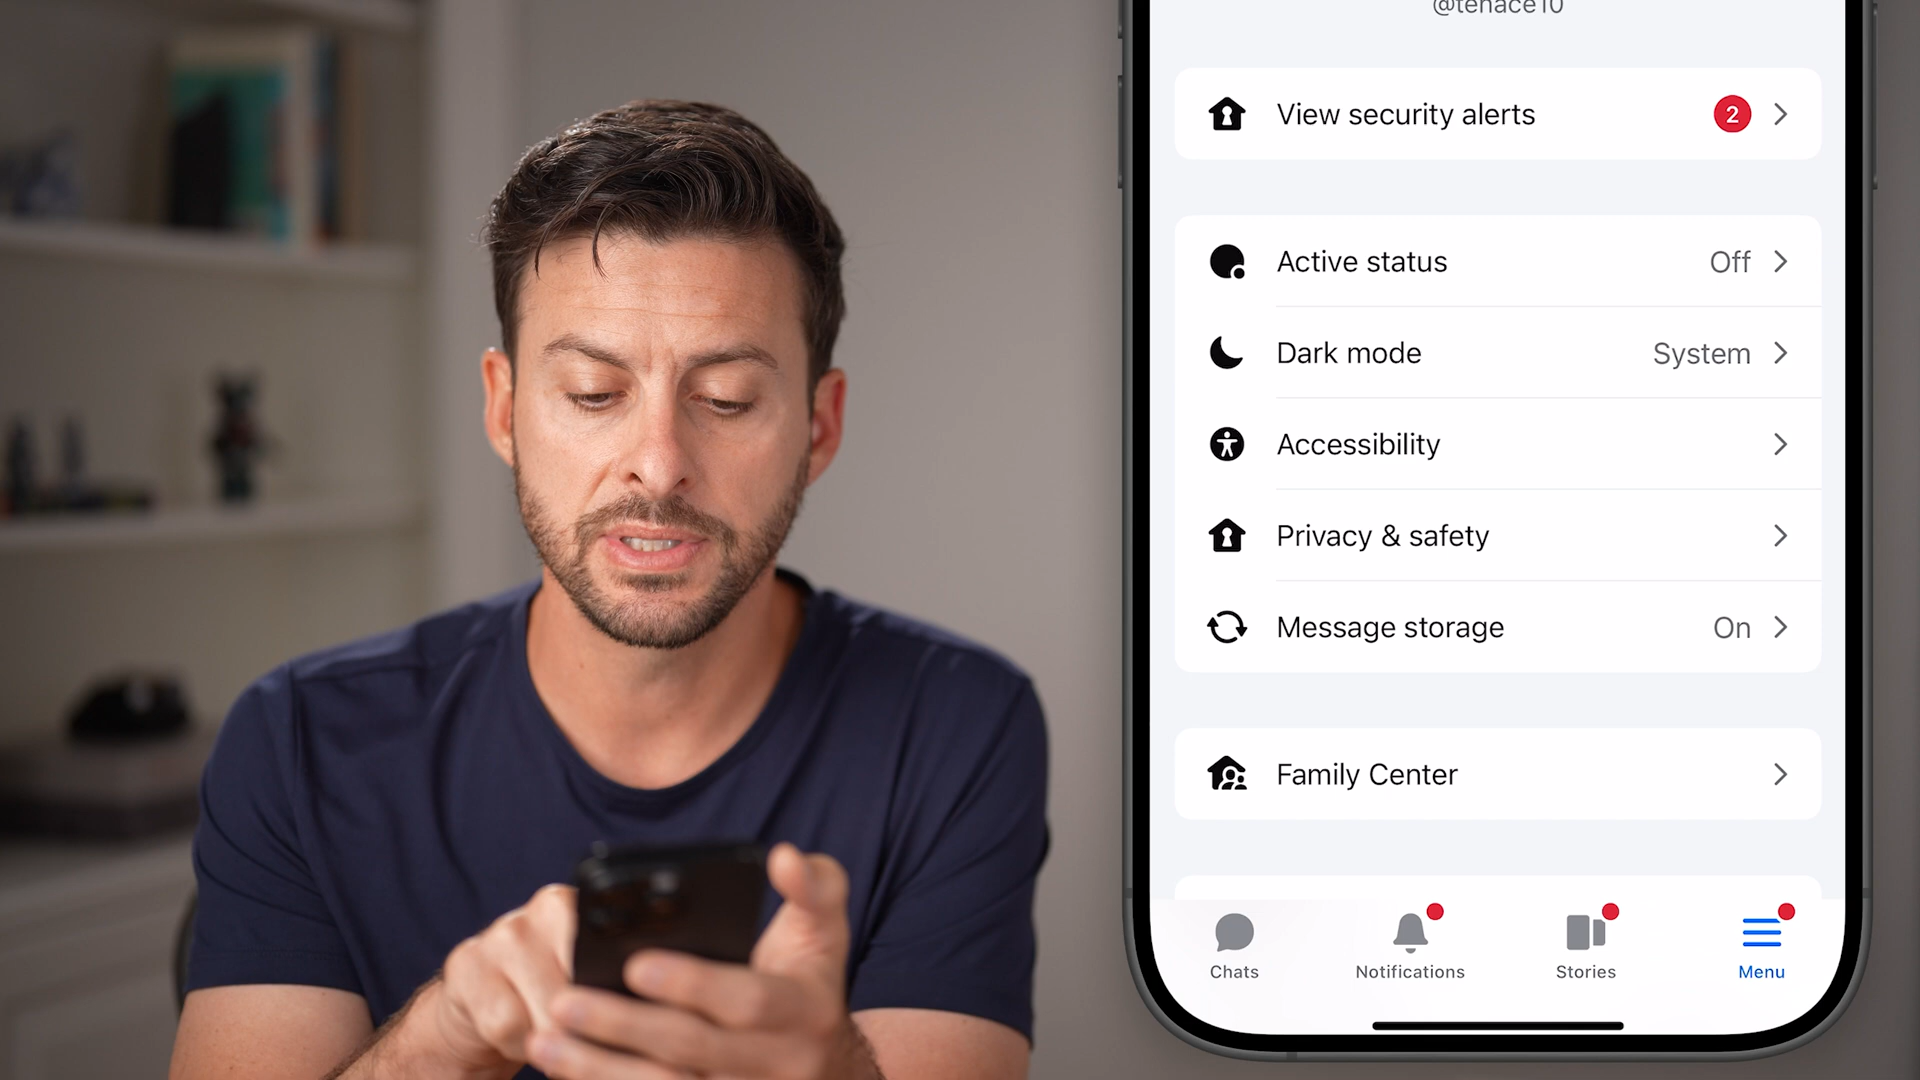 @tenace10
View security alerts 2
Active status Off
Dark mode System
Accessibility
Privacy & safety
Message storage On
Family Center
Chats Notifications Stories Menu